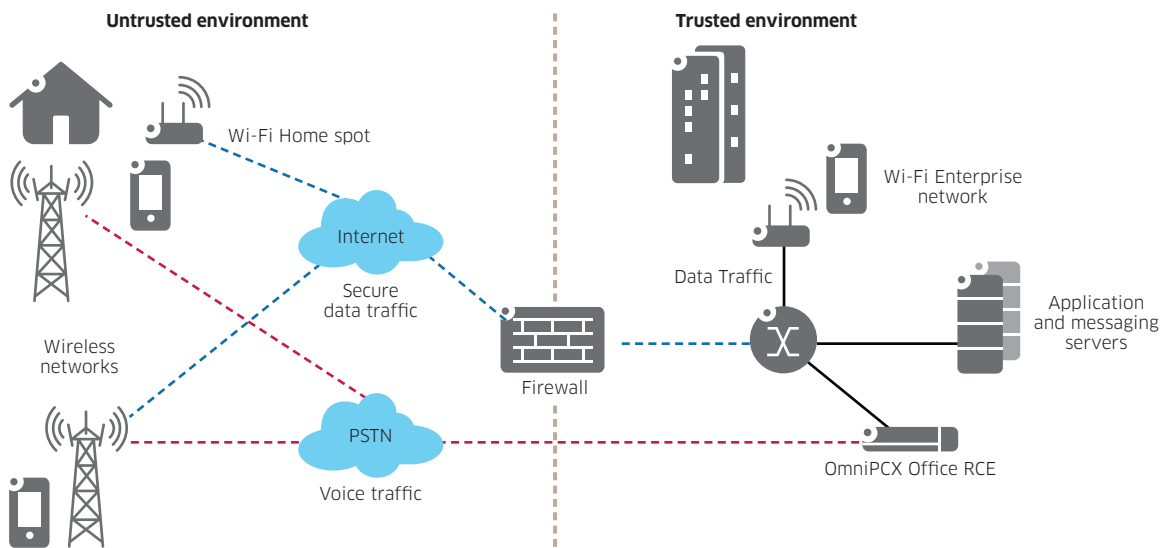 Untrusted environment
Trusted environment
Wi-Fi Home spot
Wi-Fi Enterprise
network
Internet
Secure
data traffic
Data Traffic
Application
and messaging
servers
Wireless
networks
Firewall
PSTN
Voice traffic
OmniPCX Office RCE